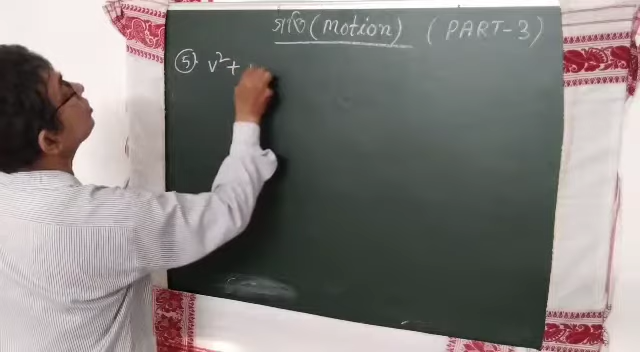 গতি (Motion) (PART-3)
⑤. v² +